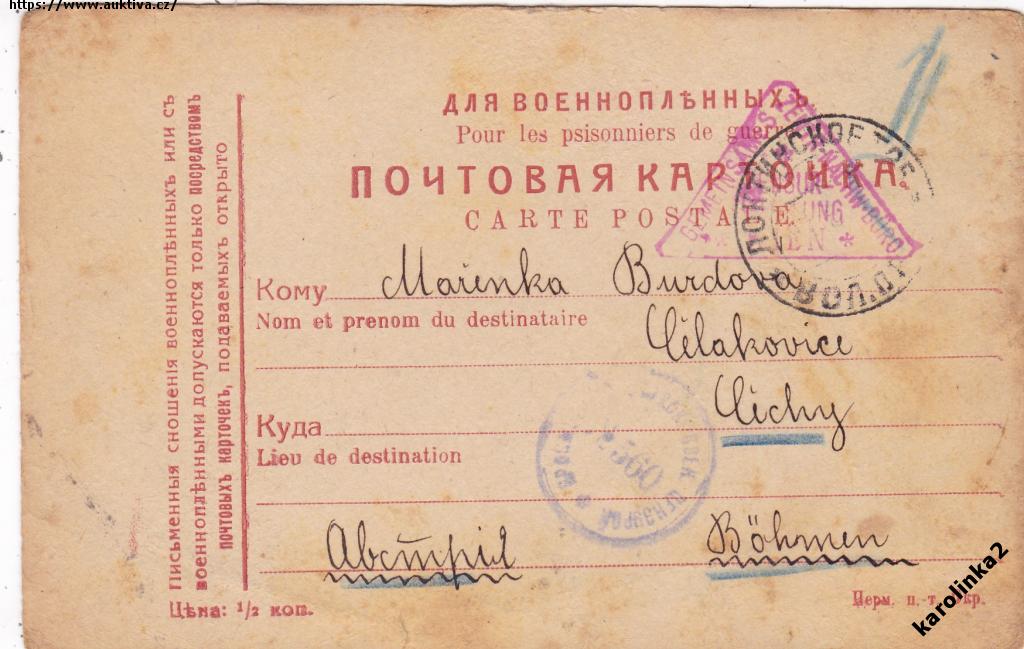 https://www.auktiva.cz/
ДЛЯ ВОЕННОПЛѢННЫХЪ.
Pour les psisonniers de guerre
ПОЧТОВАЯ КАРТОЧКА.
CARTE POSTALE
Кому Mařenka Burdova
Nom et prenom du destinataire
Čelakovice
Čichy
Куда
Lieu de destination
Австрія Böhmen
Цѣна: 1/2 коп.
Перм. п.-т. окр.
Письменныя сношенія военноплѣнныхъ или съ
военноплѣнными допускаются только посредствомъ
почтовыхъ карточекъ, подаваемыхъ открыто
karolinka2